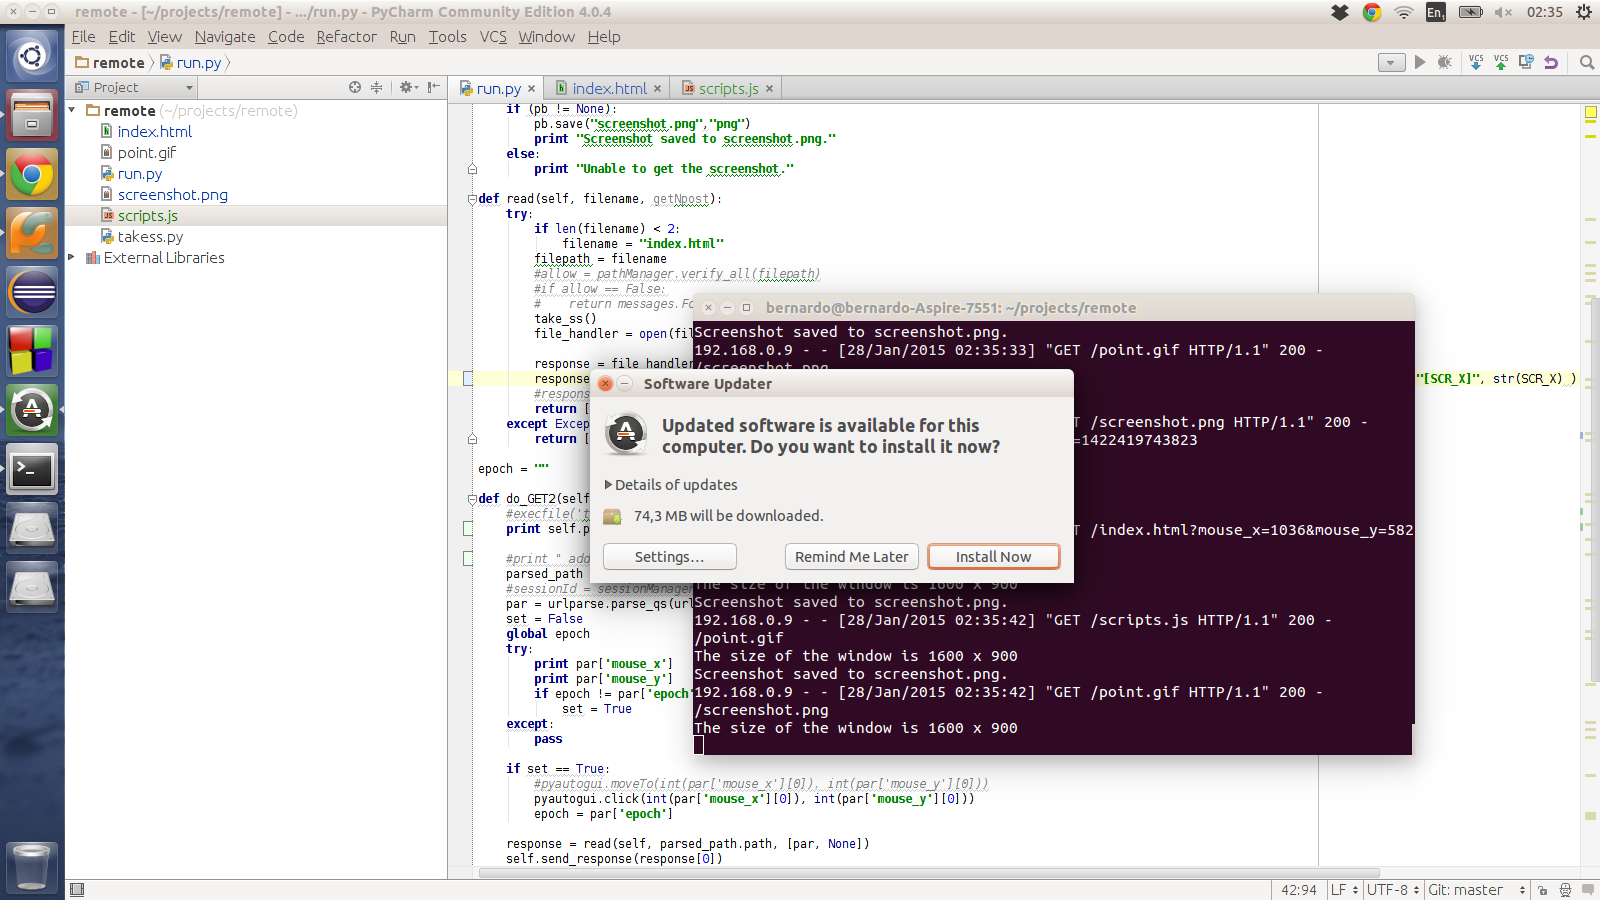 remote - [~/projects/remote] - .../run.py - PyCharm Community Edition 4.0.4
En1
02:35
File Edit View Navigate Code Refactor Run Tools VCS Window Help
remote run.py
VCS VCS
Project
run.py index.html scripts.js
remote (~/projects/remote)
index.html
point.gif
run.py
screenshot.png
scripts.js
takess.py
External Libraries
if (pb != None):
pb.save("screenshot.png","png")
print "Screenshot saved to screenshot.png."
else:
print "Unable to get the screenshot."
def read(self, filename, getNpost):
try:
if len(filename) < 2:
filename = "index.html"
filepath = filename
#allow = pathManager.verify_all(filepath)
#if allow == False:
#    return messages.Fo
take_ss()
file_handler = open(fil
response = file_handler
response "[SCR_X]", str(SCR_X) )
#respons
return [
except Excep
return [
epoch = ""
def do_GET2(self
#execfile('t
print self.p
#print " add
parsed_path
#sessionId = sessionManager
par = urlparse.parse_qs(url
set = False
global epoch
try:
print par['mouse_x']
print par['mouse_y']
if epoch != par['epoch'
set = True
except:
pass
if set == True:
#pyautogui.moveTo(int(par['mouse_x'][0]), int(par['mouse_y'][0]))
pyautogui.click(int(par['mouse_x'][0]), int(par['mouse_y'][0]))
epoch = par['epoch']
response = read(self, parsed_path.path, [par, None])
self.send_response(response[0])
bernardo@bernardo-Aspire-7551: ~/projects/remote
Screenshot saved to screenshot.png.
192.168.0.9 - - [28/Jan/2015 02:35:33] "GET /point.gif HTTP/1.1" 200 -
/screenshot.png
T /screenshot.png HTTP/1.1" 200 -
=1422419743823
T /index.html?mouse_x=1036&mouse_y=582
The size of the window is 1600 x 900
Screenshot saved to screenshot.png.
192.168.0.9 - - [28/Jan/2015 02:35:42] "GET /scripts.js HTTP/1.1" 200 -
/point.gif
The size of the window is 1600 x 900
Screenshot saved to screenshot.png.
192.168.0.9 - - [28/Jan/2015 02:35:42] "GET /point.gif HTTP/1.1" 200 -
/screenshot.png
The size of the window is 1600 x 900
Software Updater
Updated software is available for this
computer. Do you want to install it now?
Details of updates
74,3 MB will be downloaded.
Settings... Remind Me Later Install Now
42:94 LF UTF-8 Git: master